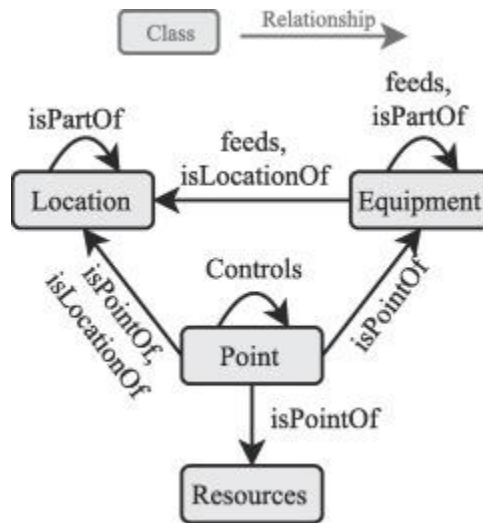 Class
Relationship
isPartOf
feeds,
isPartOf
feeds,
isLocationOf
Location
Equipment
isPointOf,
isLocationOf
Controls
isPointOf
Point
isPointOf
Resources